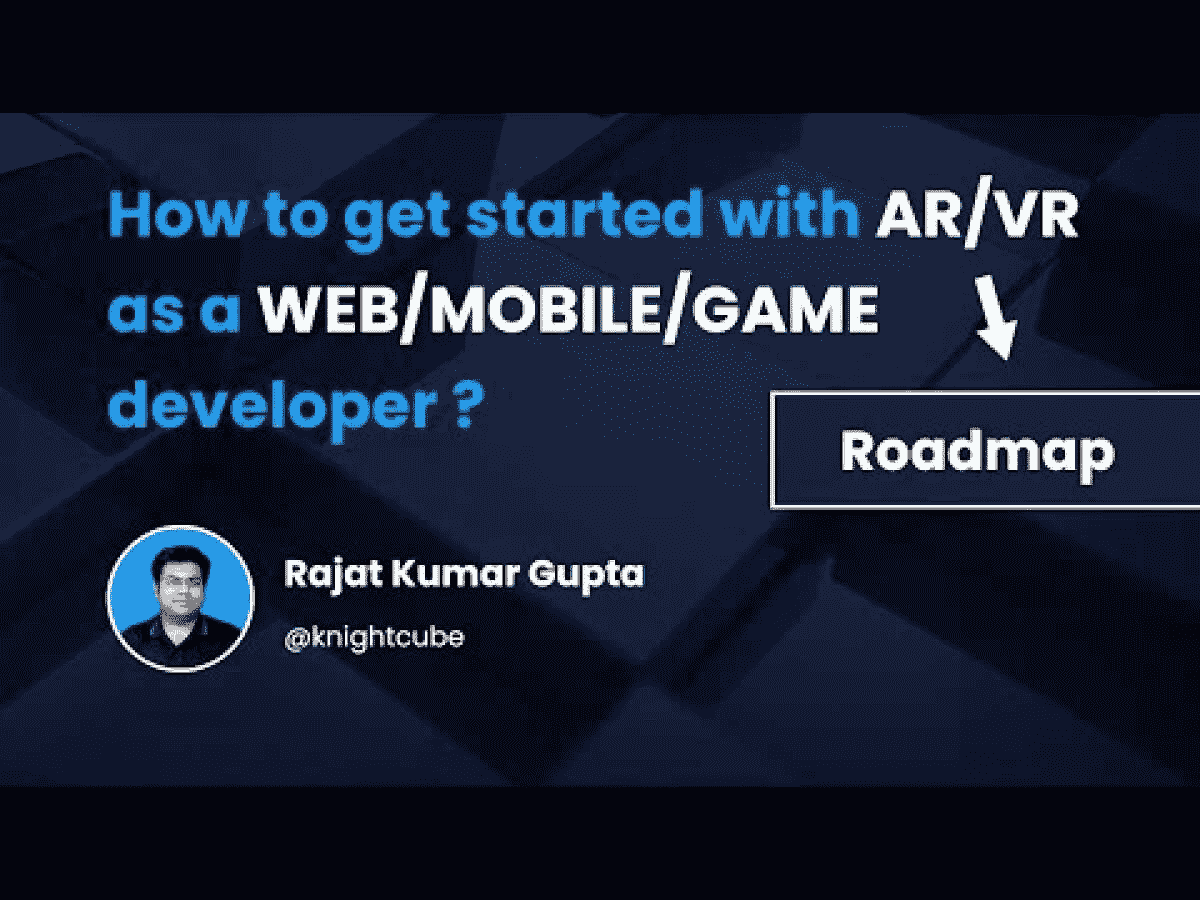 How to get started with AR/VR
as a WEB/MOBILE/GAME
developer ?
Roadmap
Rajat Kumar Gupta
@knightcube